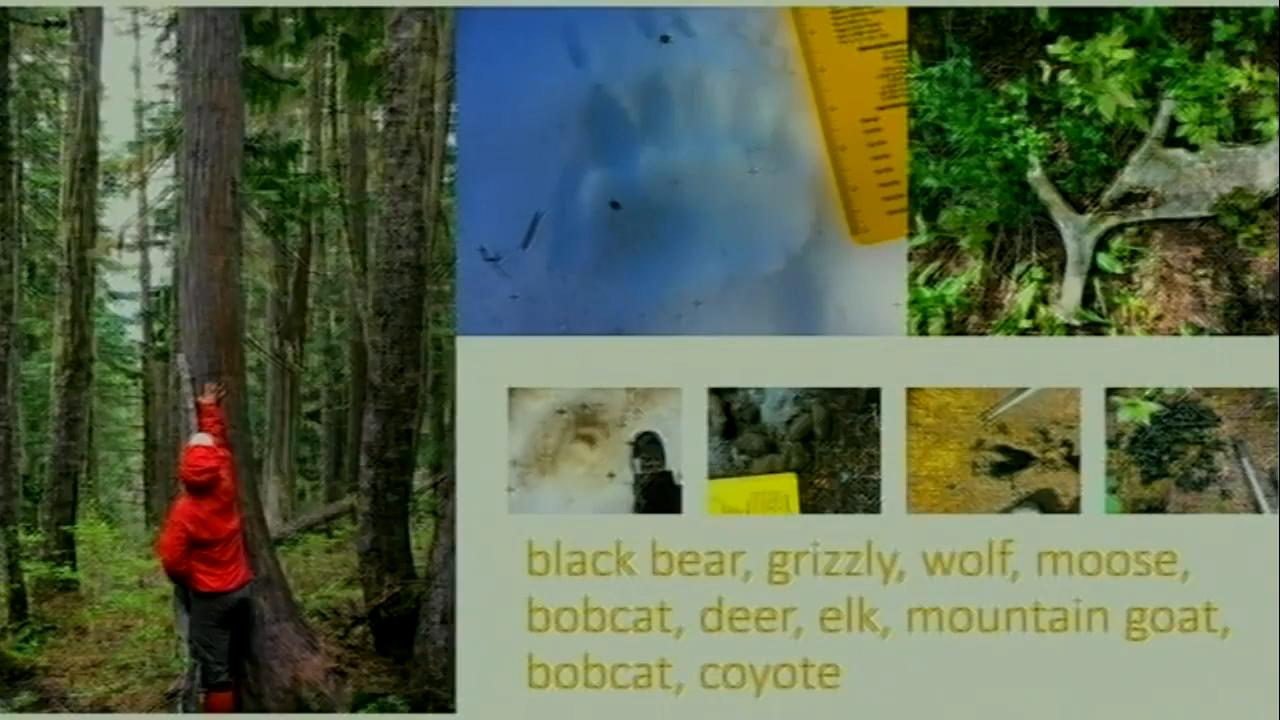 black bear, grizzly, wolf, moose,
bobcat, deer, elk, mountain goat,
bobcat, coyote